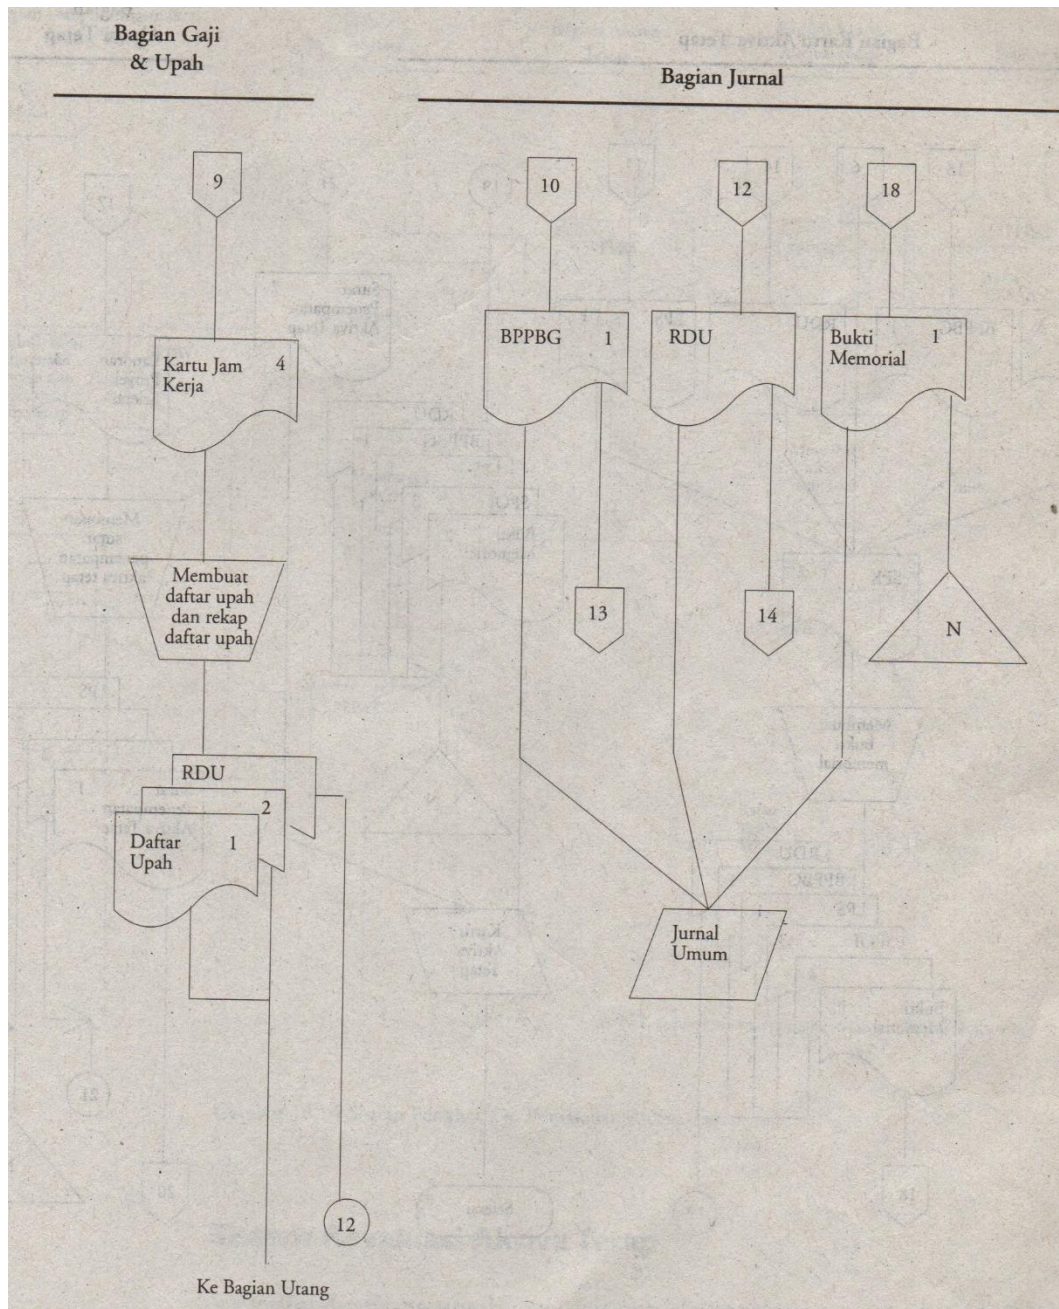 Bagian Gaji
& Upah
Bagian Jurnal
9
10
12
18
Kartu Jam
Kerja
4
BPPBG 1
RDU
Bukti
Memorial
1
Membuat
daftar upah
dan rekap
daftar upah
13
14
N
RDU
2
Daftar
Upah
1
Jurnal
Umum
12
Ke Bagian Utang